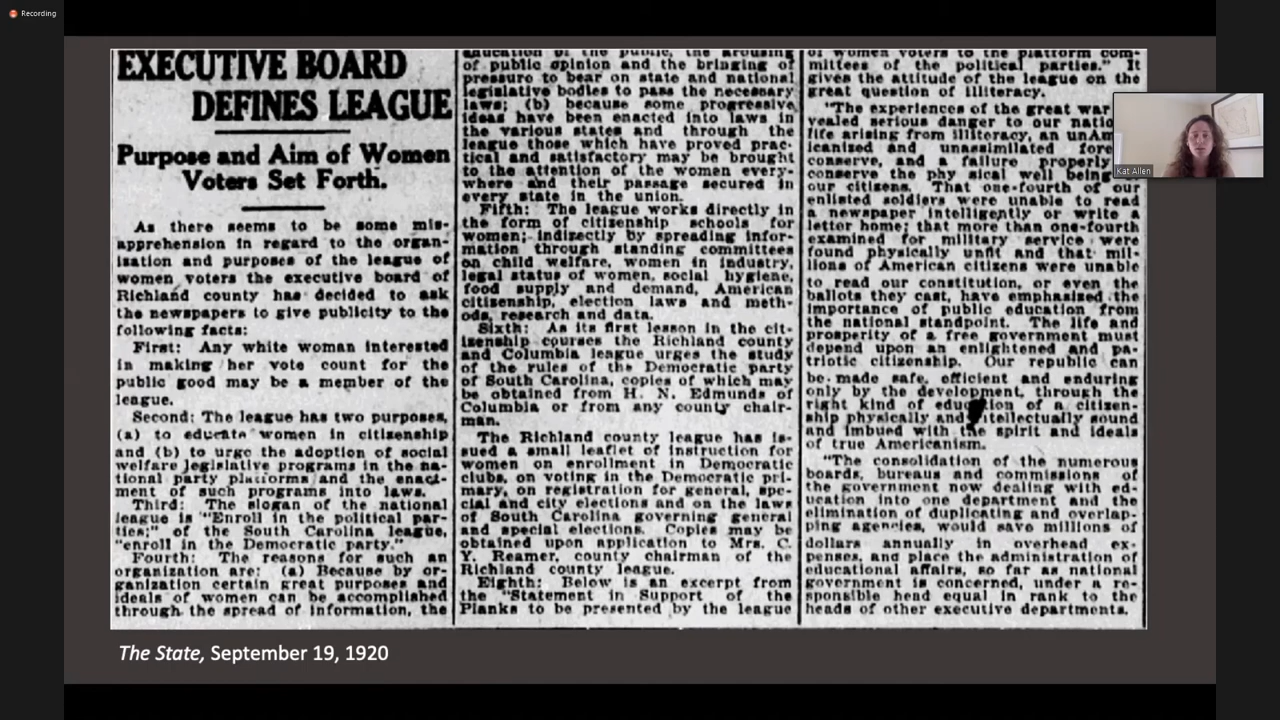 Recording
EXECUTIVE BOARD
DEFINES LEAGUE
Purpose and Aim of Women
Voters Set Forth.
As there seems to be some mis-
apprehension in regard to the organ-
isation and purposes of the league of
women voters the executive board of
Richland county has decided to ask
the newspapers to give publicity to the
following facts:
First: Any white woman interested
in making her vote count for the
public good may be a member of the
league.
Second: The league has two purposes,
(a) to educate women in citizenship
and (b) to urge the adoption of social
welfare legislative programs in the na-
tional party platforms and the enact-
ment of such programs into laws.
Third: The slogan of the national
league is "Enroll in the political par-
ties;" of the South Carolina league,
"enroll in the Democratic party."
Fourth: The reasons for such an
organization are: (a) Because by or-
ganization certain great purposes and
ideals of women can be accomplished
through the spread of information, the
education of the public, the arousing
of public opinion and the bringing of
pressure to bear on state and national
legislative bodies to pass the necessary
laws; (b) because some progressive
ideas have been enacted into laws in
the various states and through the
league those which have proved prac-
tical and satisfactory may be brought
to the attention of the women every-
where and their passage secured in
every state in the union.
Fifth: The league works directly in
the form of citizenship schools for
women; indirectly by spreading infor-
mation through standing committees
on child welfare, women in industry,
legal status of women, social hygiene,
food supply and demand, American
citizenship, election laws and meth-
ods, research and data.
Sixth: As its first lesson in the cit-
isenship courses the Richland county
and Columbia league urges the study
of the rules of the Democratic party
of South Carolina, copies of which may
be obtained from H. N. Edmunds of
Columbia or from any county chair-
man.
The Richland county league has is-
sued a small leaflet of instruction for
women on enrollment in Democratic
clubs, on voting in the Democratic pri-
mary, on registration for general, spe-
cial and city elections and on the laws
of South Carolina governing general
and special elections. Copies may be
obtained upon application to Mrs. C.
Y. Reamer, county chairman of the
Richland county league.
Eighth: Below is an excerpt from
the "Statement in Support of the
Planks to be presented by the league
of women voters to the platform com-
mittees of the political parties." It
gives the attitude of the league on the
great question of illiteracy.
"The experiences of the great war
vealed serious danger to our natio
life arising from illiteracy, an unAm
icanised and unassimilated fore
conserve, and a failure properly
conserve the phy sical well being
our citizens. That one-fourth of our
enlisted soldiers were unable to read
a newspaper intelligently or write a
letter home; that more than one-fourth
examined for military service were
found physically unfit and that mil-
lions of American citizens were unable
to read our constitution, or even the
ballots they cast, have emphasized the
importance of public education from
the national standpoint. The life and
prosperity of a free government must
depend upon an enlightened and pa-
triotic citizenship. Our republic can
be made safe, efficient and enduring
only by the development, through the
right kind of education of a citizen-
ship physically and itellectually sound
and imbued with the spirit and ideals
of true Americanism.
"The consolidation of the numerous
boards, bureaus and commissions of
the government now dealing with ed-
ucation into one department and the
elimination of duplicating and overlap-
ping agencies, would save millions of
dollars annually in overhead ex-
penses, and place the administration of
educational affairs, so far as national
government is concerned, under a re-
sponsible head equal in rank to the
heads of other executive departments.
Kat Allen
The State, September 19, 1920